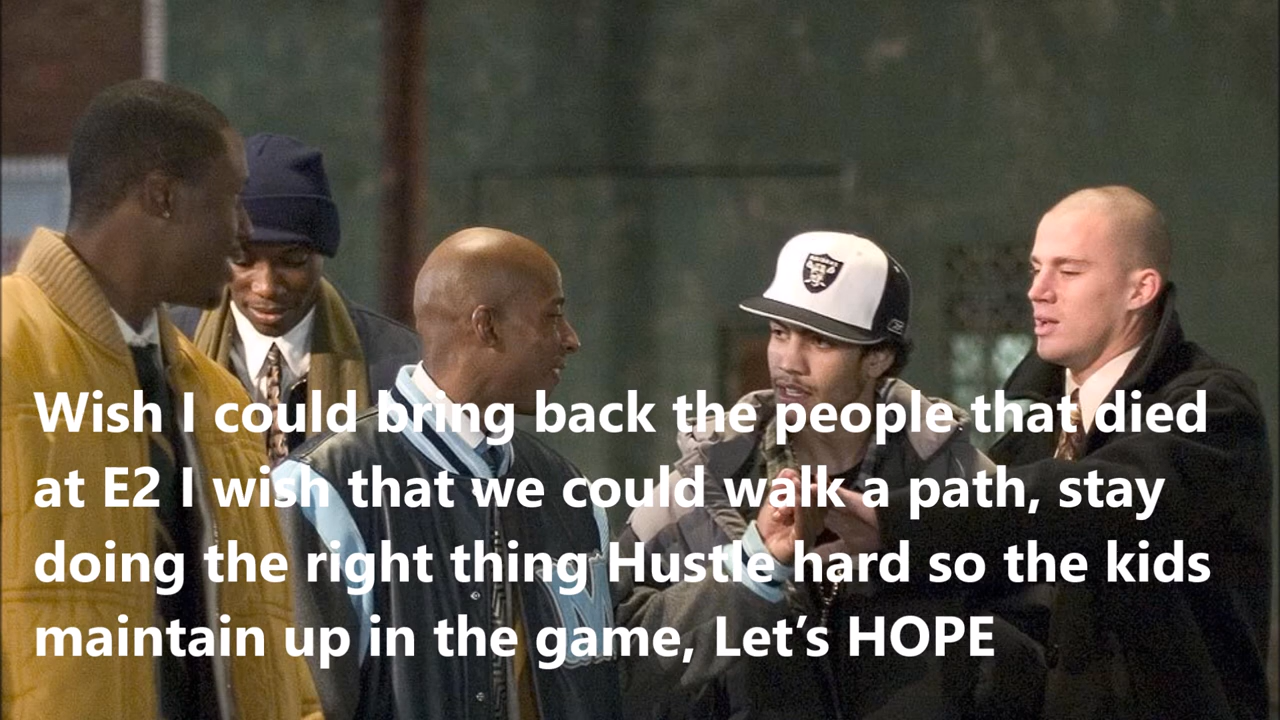 Wish I could bring back the people that died
at E2 I wish that we could walk a path, stay
doing the right thing Hustle hard so the kids
maintain up in the game, Let’s HOPE